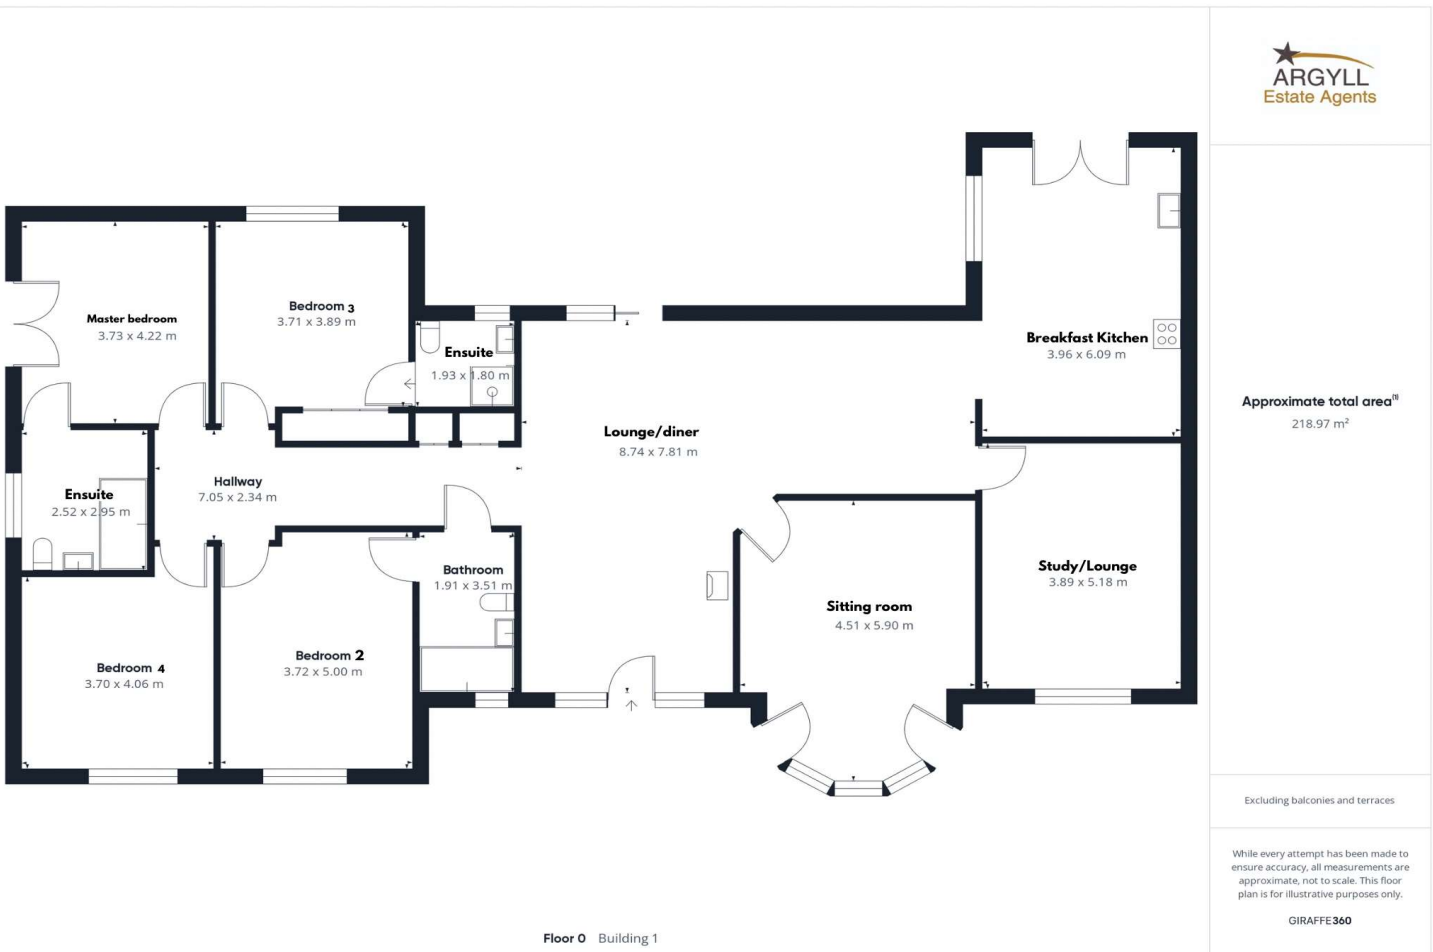 ARGYLL
Estate Agents
Master bedroom
3.73 x 4.22 m
Bedroom 3
3.71 x 3.89 m
Ensuite
1.93 x 1.80 m
Breakfast Kitchen
3.96 x 6.09 m
Lounge/diner
8.74 x 7.81 m
Hallway
7.05 x 2.34 m
Ensuite
2.52 x 2.95 m
Bathroom
1.91 x 3.51 m
Study/Lounge
3.89 x 5.18 m
Sitting room
4.51 x 5.90 m
Bedroom 4
3.70 x 4.06 m
Bedroom 2
3.72 x 5.00 m
Approximate total area(1)
218.97 m²
Excluding balconies and terraces
While every attempt has been made to
ensure accuracy, all measurements are
approximate, not to scale. This floor
plan is for illustrative purposes only.
GIRAFFE360
Floor 0 Building 1